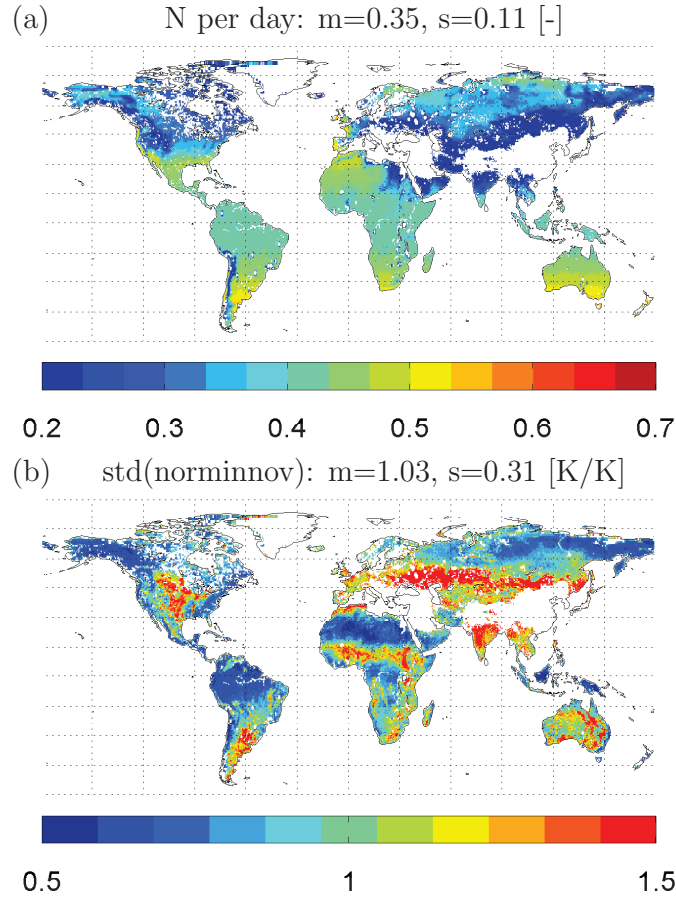 (a) N per day: m=0.35, s=0.11 [-]
0.2 0.3 0.4 0.5 0.6 0.7
(b) std(norminnov): m=1.03, s=0.31 [K/K]
0.5 1 1.5